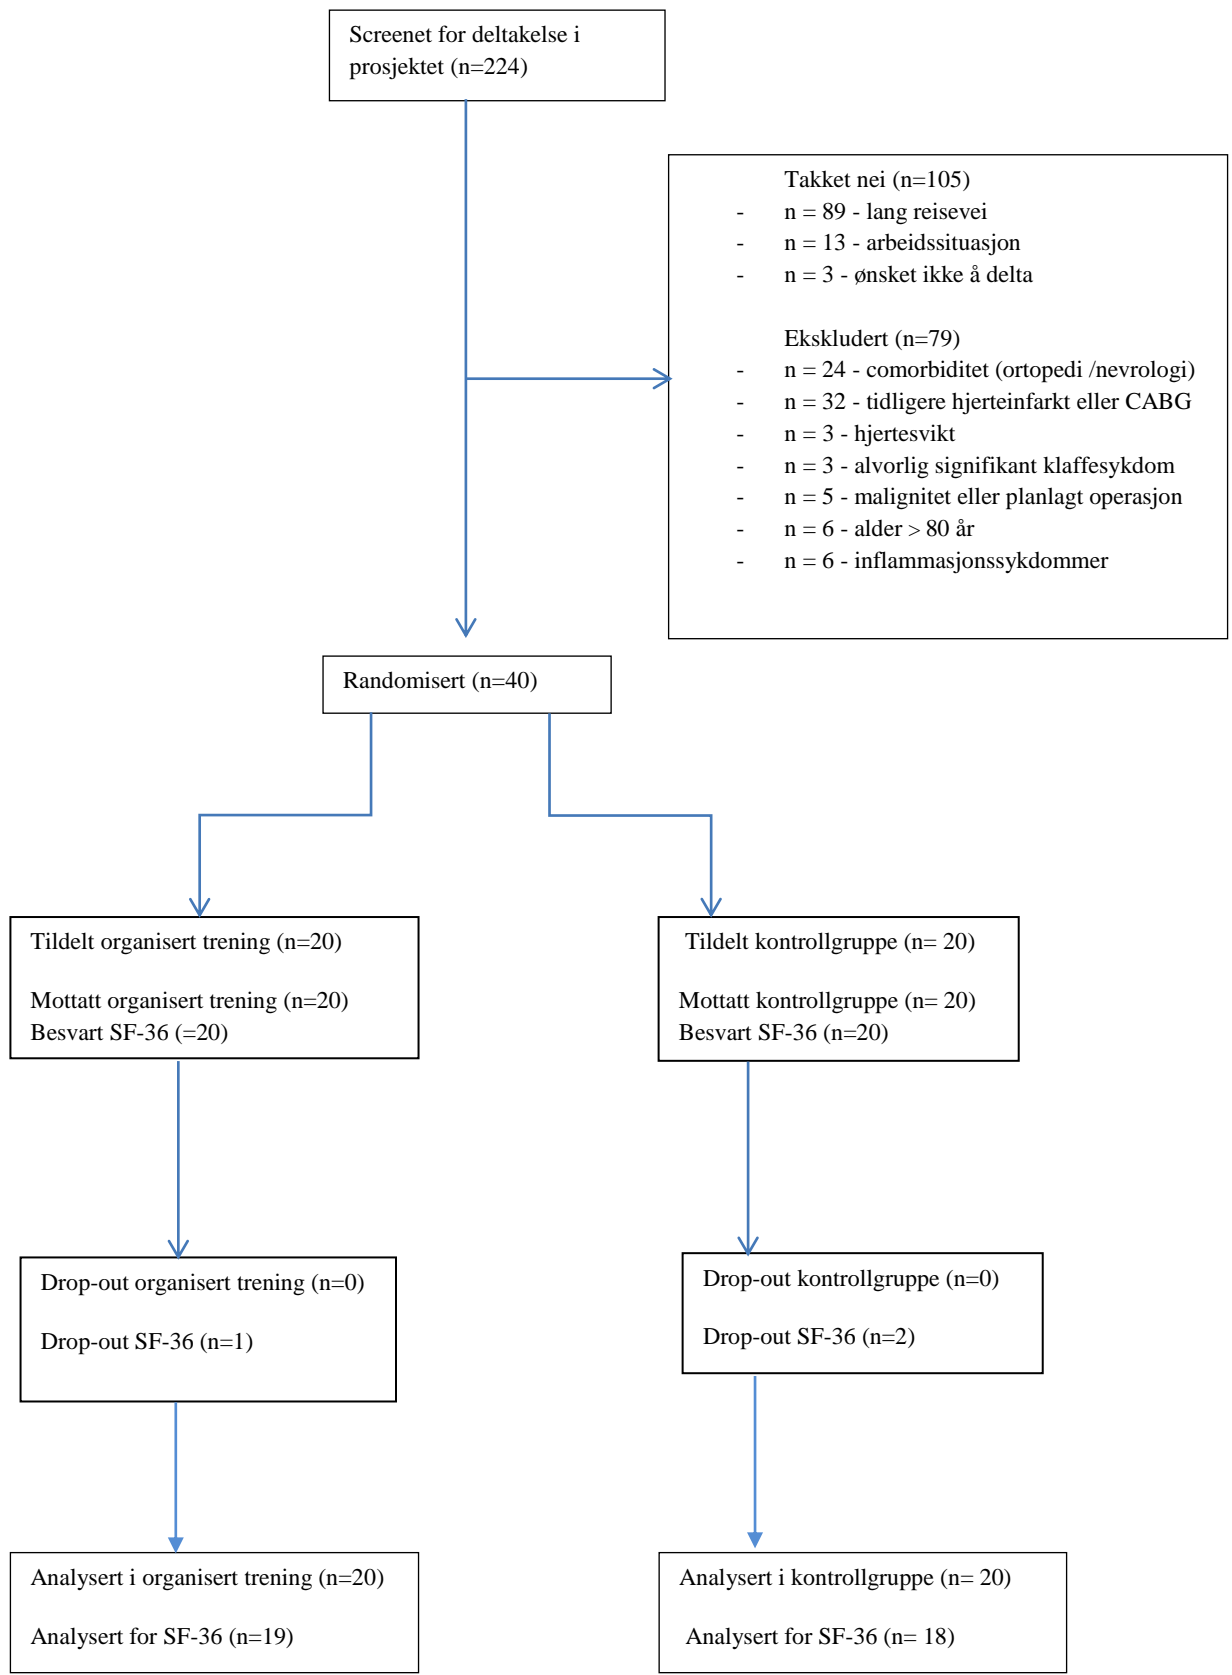 Screenet for deltakelse i
prosjektet (n=224)
Takket nei (n=105)
- n = 89 - lang reisevei
- n = 13 - arbeidssituasjon
- n = 3 - ønsket ikke å delta
Ekskludert (n=79)
- n = 24 - comorbiditet (ortopedi /nevrologi)
- n = 32 - tidligere hjerteinfarkt eller CABG
- n = 3 - hjertesvikt
- n = 3 - alvorlig signifikant klaffesykdom
- n = 5 - malignitet eller planlagt operasjon
- n = 6 - alder > 80 år
- n = 6 - inflammasjonssykdommer
Randomisert (n=40)
Tildelt organisert trening (n=20)
Mottatt organisert trening (n=20)
Besvart SF-36 (=20)
Tildelt kontrollgruppe (n= 20)
Mottatt kontrollgruppe (n= 20)
Besvart SF-36 (n=20)
Drop-out organisert trening (n=0)
Drop-out SF-36 (n=1)
Drop-out kontrollgruppe (n=0)
Drop-out SF-36 (n=2)
Analysert i organisert trening (n=20)
Analysert for SF-36 (n=19)
Analysert i kontrollgruppe (n= 20)
Analysert for SF-36 (n= 18)